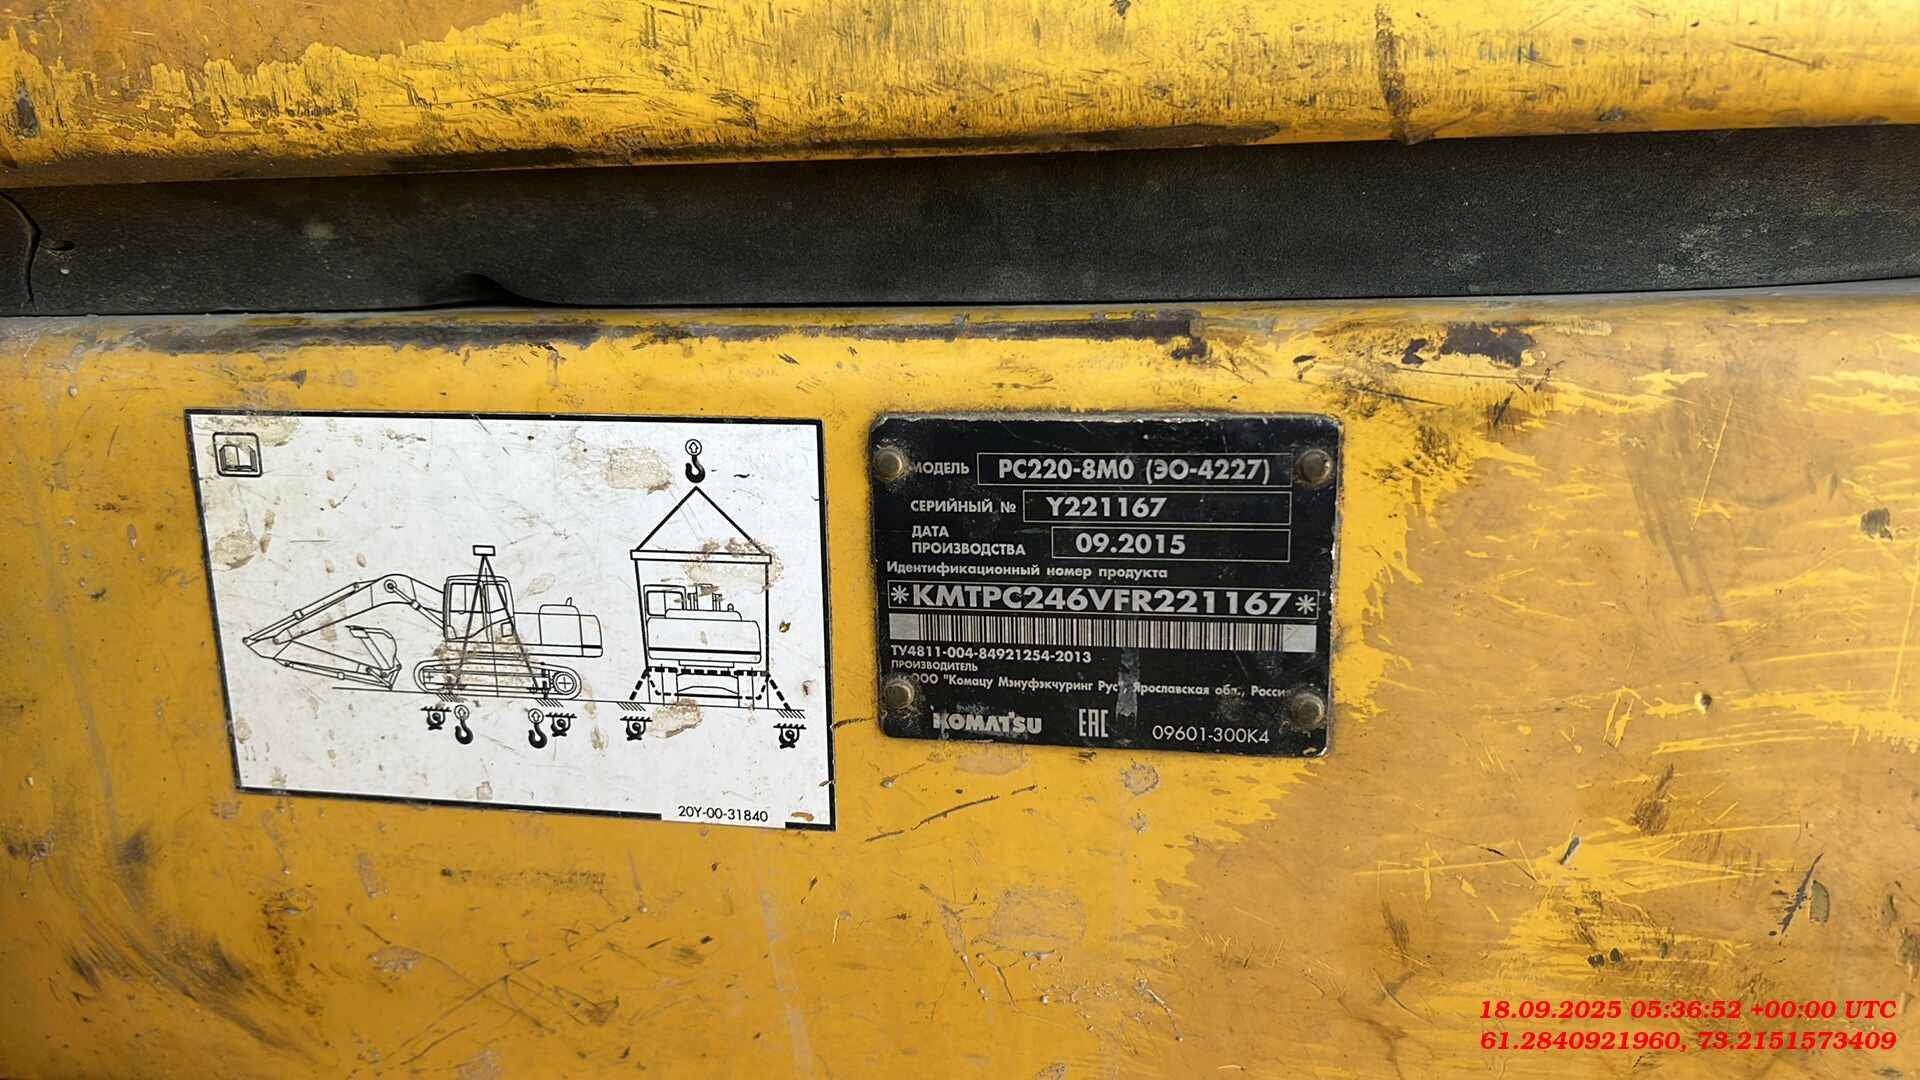 МОДЕЛЬ PC220-8M0 (ЭО-4227)
СЕРИЙНЫЙ № Y221167
ДАТА
ПРОИЗВОДСТВА 09.2015
Идентификационный номер продукта
*KMTPC246VFR221167*
ТУ4811-004-84921254-2013
ПРОИЗВОДИТЕЛЬ
ООО "Комацу Мэнуфэкчуринг Рус", Ярославская обл., Россия
KOMATSU EAC 09601-300K4
20Y-00-31840
18.09.2025 05:36:52 +00:00 UTC
61.2840921960, 73.2151573409